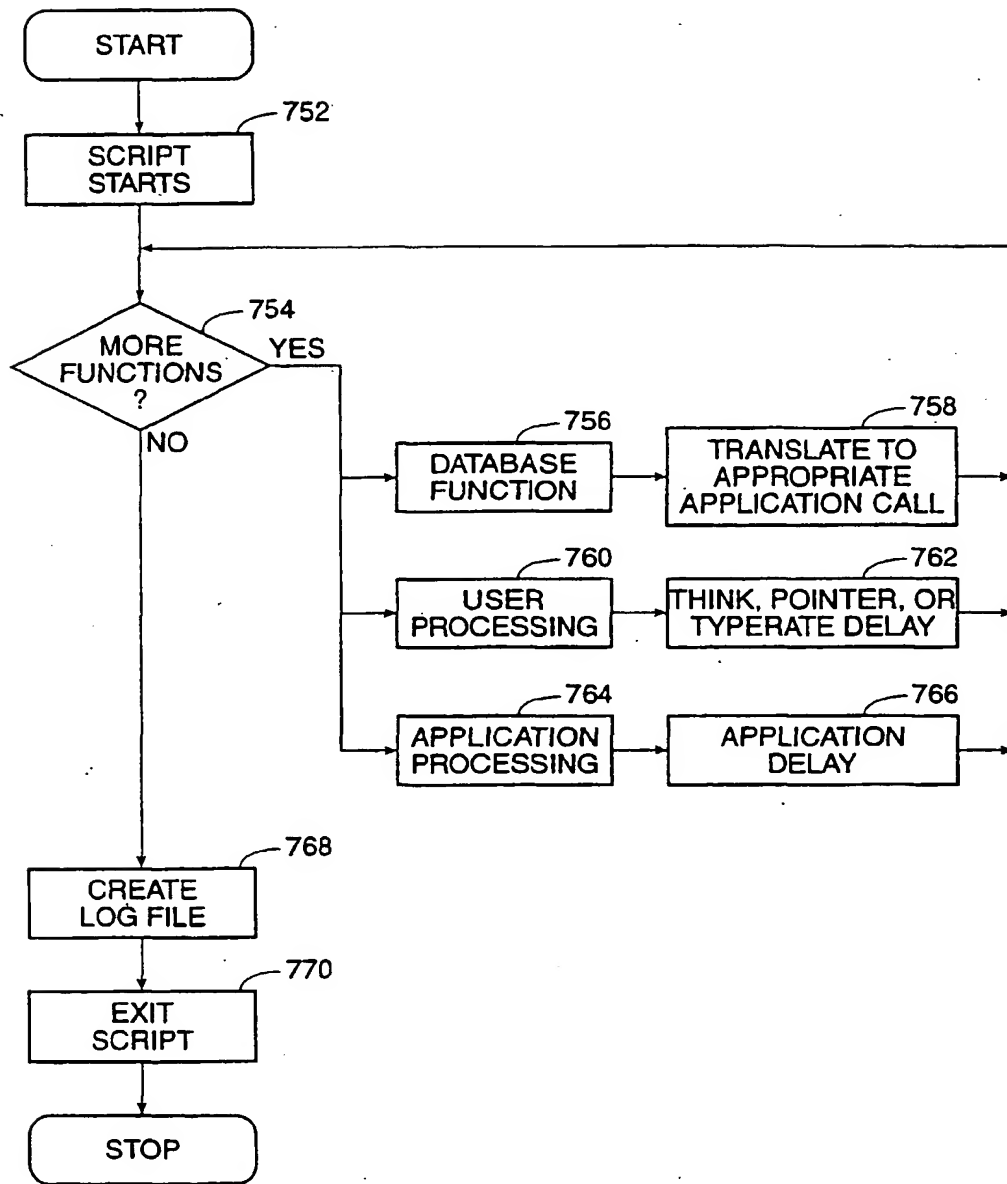 START
752
SCRIPT
STARTS
754
MORE
FUNCTIONS
?
YES
NO
756
DATABASE
FUNCTION
758
TRANSLATE TO
APPROPRIATE
APPLICATION CALL
760
USER
PROCESSING
762
THINK, POINTER, OR
TYPERATE DELAY
764
APPLICATION
PROCESSING
766
APPLICATION
DELAY
768
CREATE
LOG FILE
770
EXIT
SCRIPT
STOP